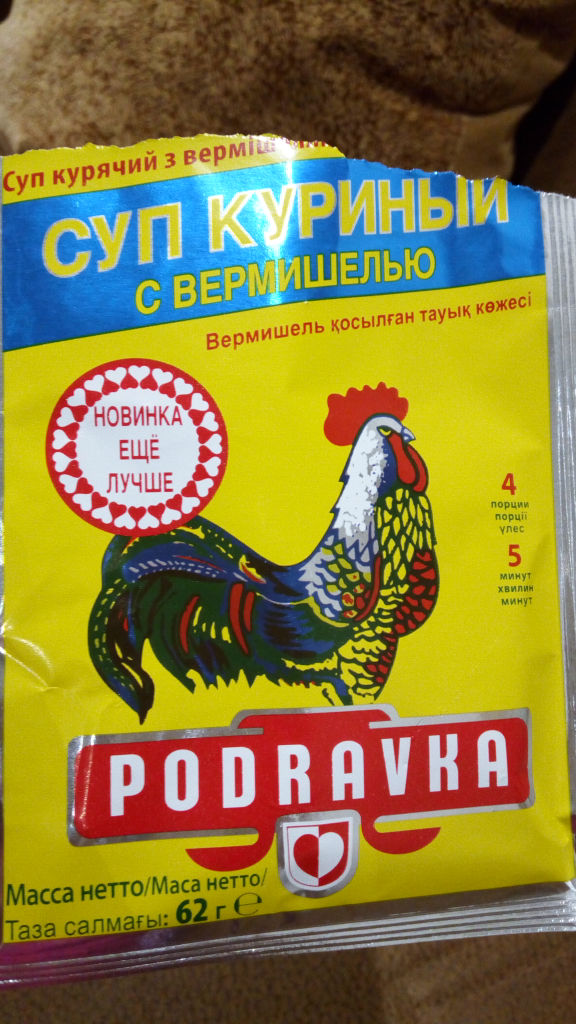 Суп курячий з вермішеллю
СУП КУРИНЫЙ
С ВЕРМИШЕЛЬЮ
Вермишель қосылған тауық көжесі
НОВИНКА
ЕЩЁ
ЛУЧШЕ
4
порции
порції
үлес
5
минут
хвилин
минут
PODRAVKA
Масса нетто/Маса нетто/
Таза салмағы: 62 г ℮